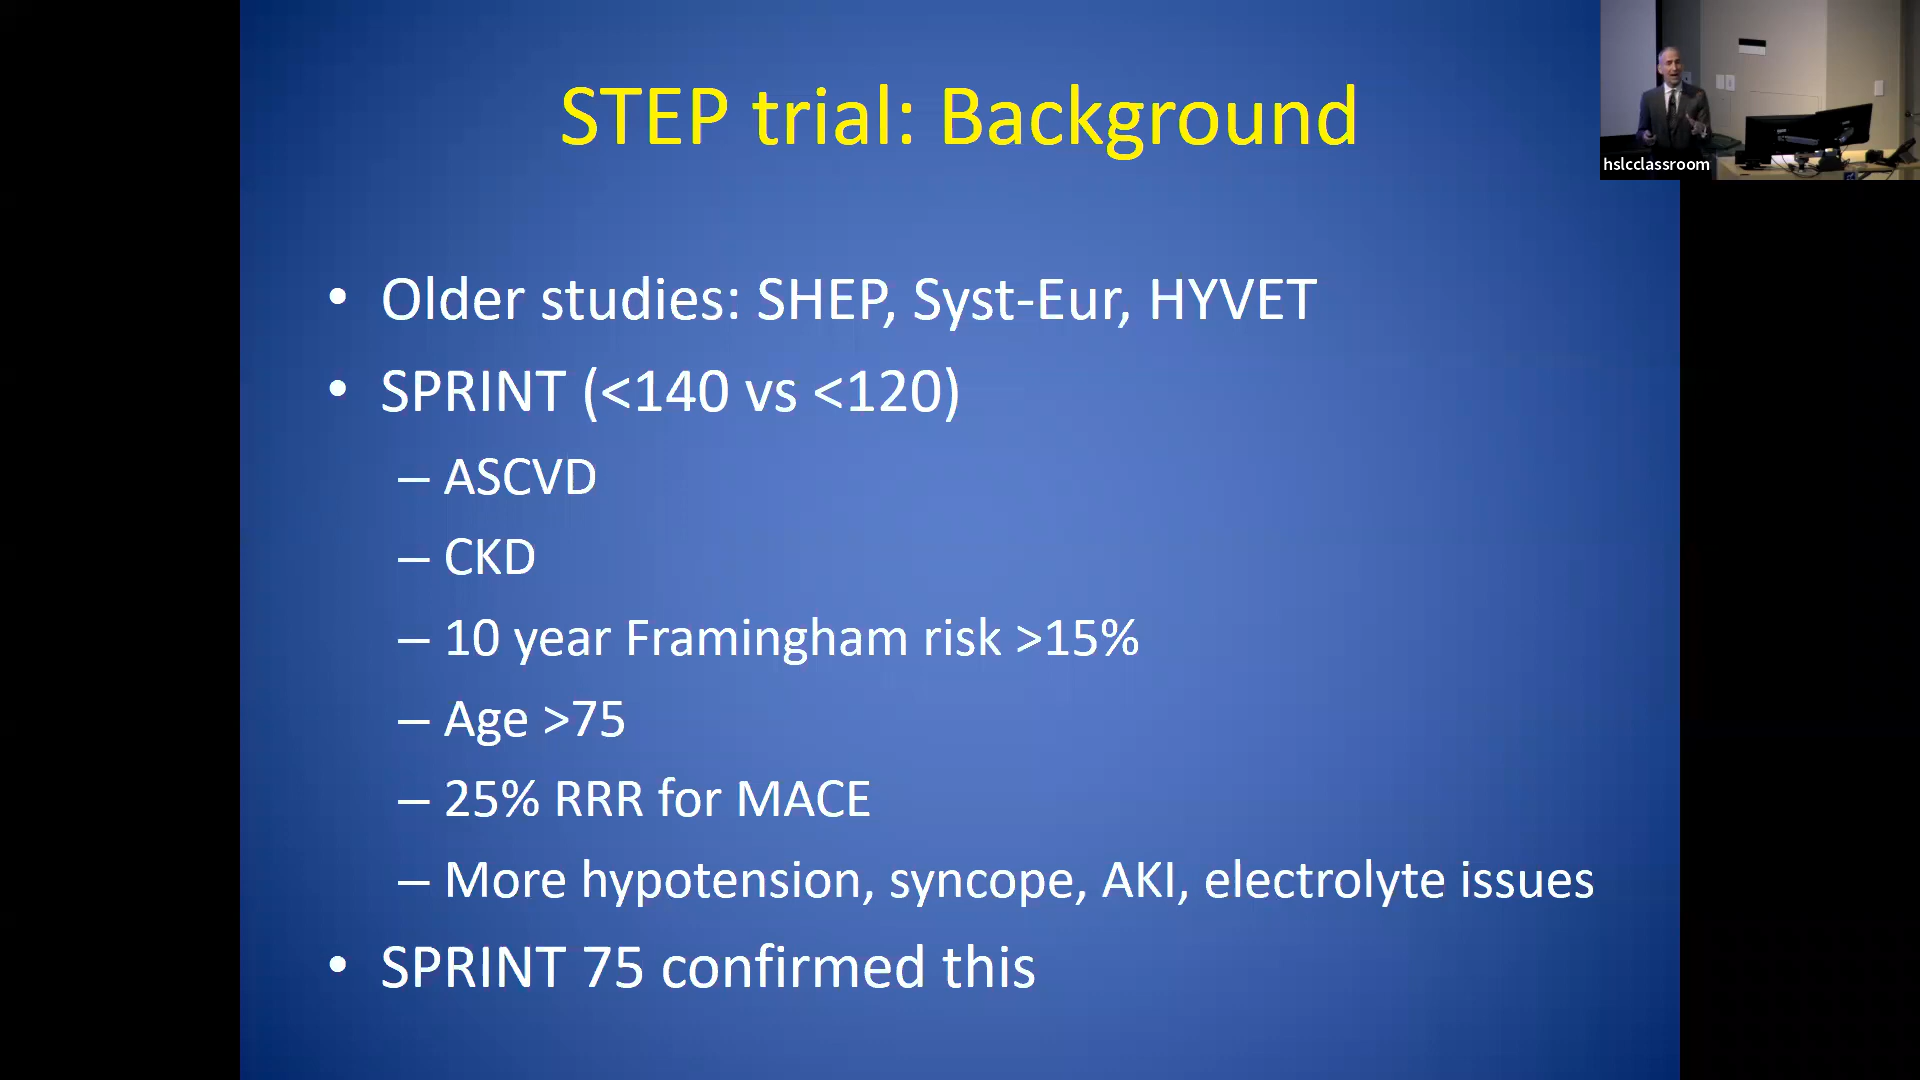 STEP trial: Background
hslcclassroom
• Older studies: SHEP, Syst-Eur, HYVET
• SPRINT (<140 vs <120)
– ASCVD
– CKD
– 10 year Framingham risk >15%
– Age >75
– 25% RRR for MACE
– More hypotension, syncope, AKI, electrolyte issues
• SPRINT 75 confirmed this